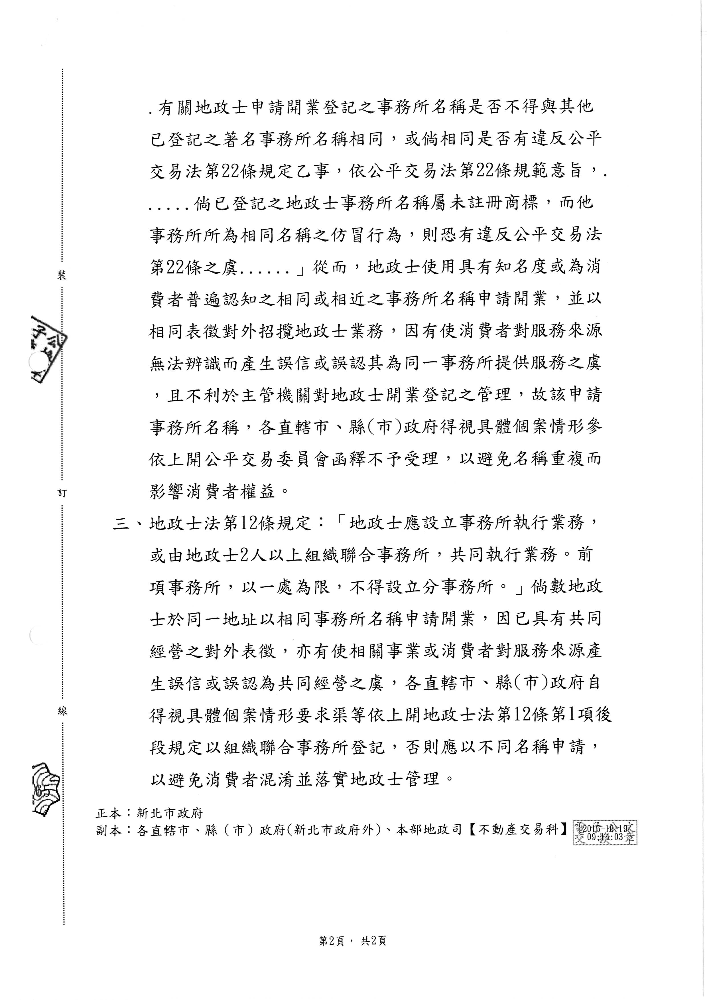 .有關地政士申請開業登記之事務所名稱是否不得與其他
已登記之著名事務所名稱相同，或倘相同是否有違反公平
交易法第22條規定乙事，依公平交易法第22條規範意旨，.
.....倘已登記之地政士事務所名稱屬未註冊商標，而他
事務所所為相同名稱之仿冒行為，則恐有違反公平交易法
第22條之虞......」從而，地政士使用具有知名度或為消
費者普遍認知之相同或相近之事務所名稱申請開業，並以
相同表徵對外招攬地政士業務，因有使消費者對服務來源
無法辨識而產生誤信或誤認其為同一事務所提供服務之虞
，且不利於主管機關對地政士開業登記之管理，故該申請
事務所名稱，各直轄市、縣(市)政府得視具體個案情形參
依上開公平交易委員會函釋不予受理，以避免名稱重複而
影響消費者權益。
三、地政士法第12條規定：「地政士應設立事務所執行業務，
或由地政士2人以上組織聯合事務所，共同執行業務。前
項事務所，以一處為限，不得設立分事務所。」倘數地政
士於同一地址以相同事務所名稱申請開業，因已具有共同
經營之對外表徵，亦有使相關事業或消費者對服務來源產
生誤信或誤認為共同經營之虞，各直轄市、縣(市)政府自
得視具體個案情形要求渠等依上開地政士法第12條第1項後
段規定以組織聯合事務所登記，否則應以不同名稱申請，
以避免消費者混淆並落實地政士管理。
正本：新北市政府
副本：各直轄市、縣（市）政府(新北市政府外)、本部地政司【不動產交易科】
電子公文
交換章
2015-10-19
09:14:03
裝
訂
線
子公
65
第2頁， 共2頁